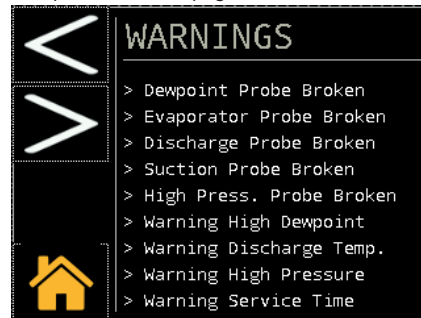 WARNINGS
> Dewpoint Probe Broken
> Evaporator Probe Broken
> Discharge Probe Broken
> Suction Probe Broken
> High Press. Probe Broken
> Warning High Dewpoint
> Warning Discharge Temp.
> Warning High Pressure
> Warning Service Time